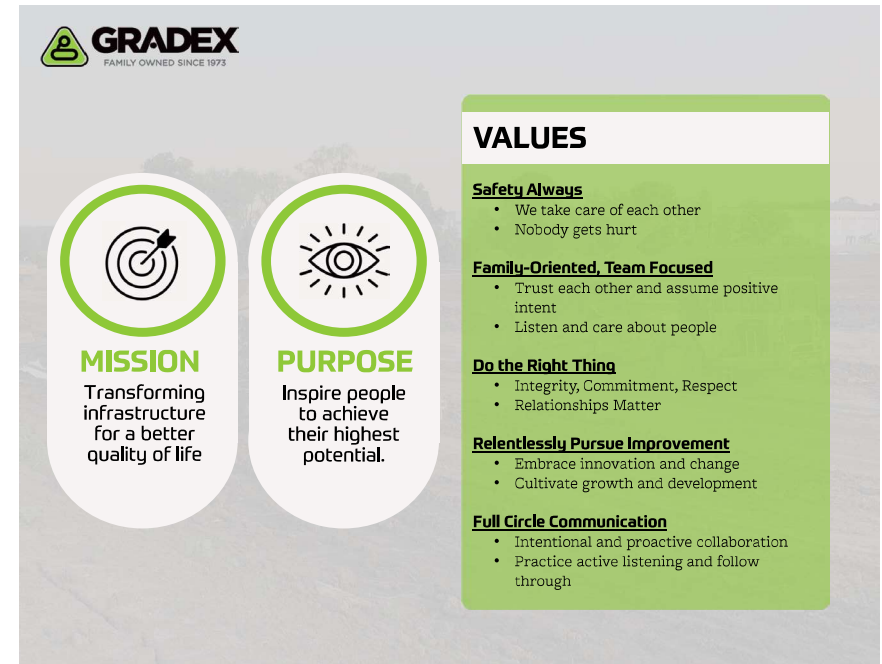 GRADEX
FAMILY OWNED SINCE 1973
MISSION
Transforming
infrastructure
for a better
quality of life
PURPOSE
Inspire people
to achieve
their highest
potential.
VALUES
Safety Always
• We take care of each other
• Nobody gets hurt
Family-Oriented, Team Focused
• Trust each other and assume positive
intent
• Listen and care about people
Do the Right Thing
• Integrity, Commitment, Respect
• Relationships Matter
Relentlessly Pursue Improvement
• Embrace innovation and change
• Cultivate growth and development
Full Circle Communication
• Intentional and proactive collaboration
• Practice active listening and follow
through